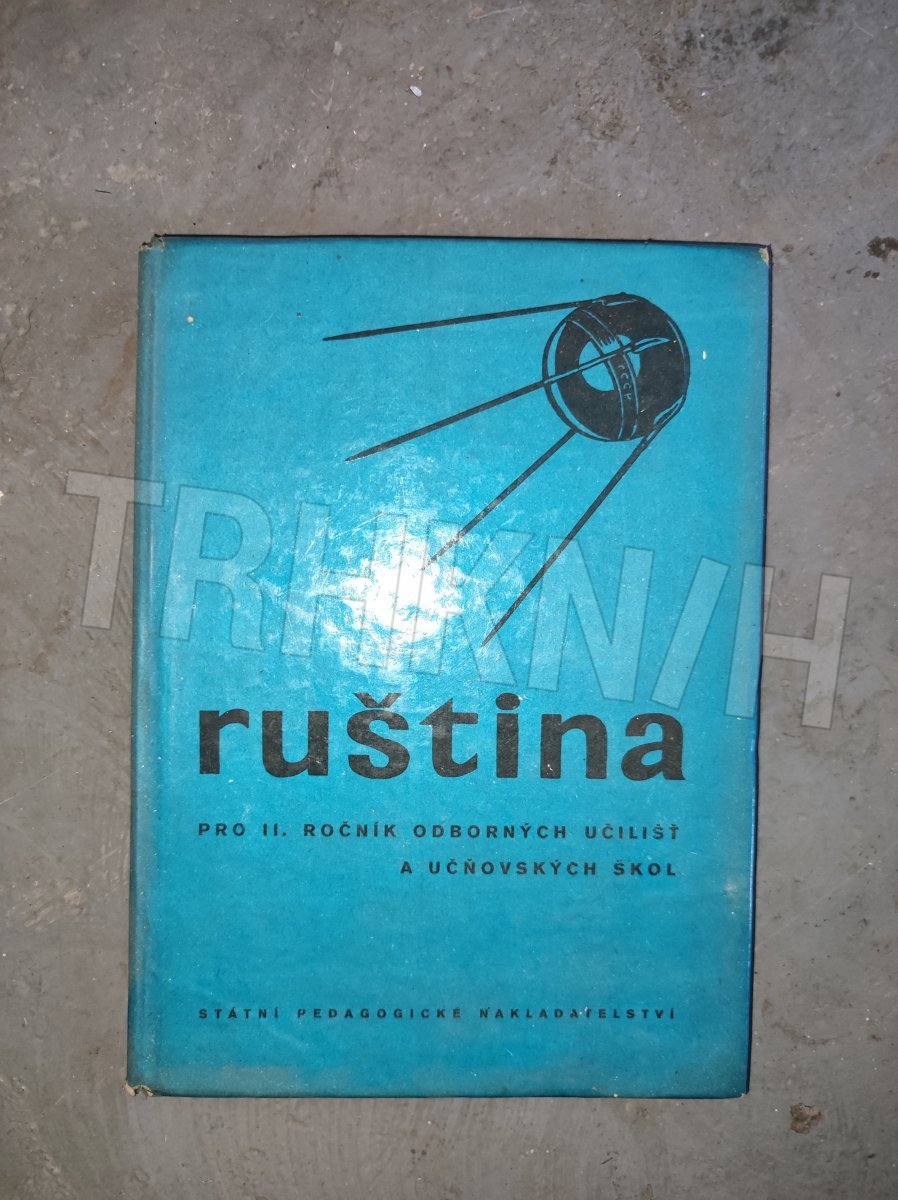 СССР
TRHKNIH
ruština
PRO II. ROČNÍK ODBORNÝCH UČILIŠŤ
A UČŇOVSKÝCH ŠKOL
STÁTNÍ PEDAGOGICKÉ NAKLADATELSTVÍ